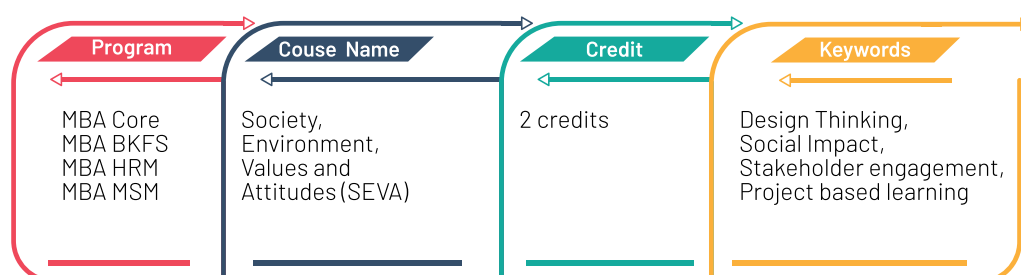 Program
MBA Core
MBA BKFS
MBA HRM
MBA MSM
Couse Name
Society,
Environment,
Values and
Attitudes (SEVA)
Credit
2 credits
Keywords
Design Thinking,
Social Impact,
Stakeholder engagement,
Project based learning